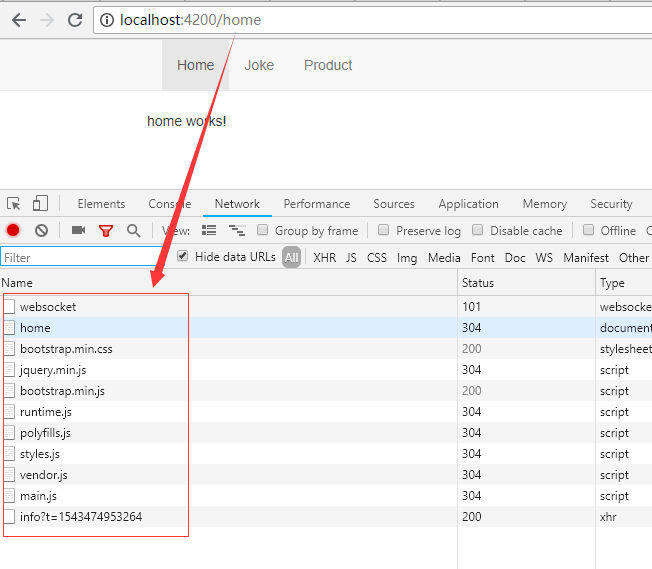 localhost:4200/home
Home Joke Product
home works!
Elements Console Network Performance Sources Application Memory Security
View: Group by frame Preserve log Disable cache Offline
Filter Hide data URLs All XHR JS CSS Img Media Font Doc WS Manifest Other
Name Status Type
websocket 101 websocke
home 304 document
bootstrap.min.css 200 stylesheet
jquery.min.js 304 script
bootstrap.min.js 200 script
runtime.js 304 script
polyfills.js 304 script
styles.js 304 script
vendor.js 304 script
main.js 304 script
info?t=1543474953264 200 xhr